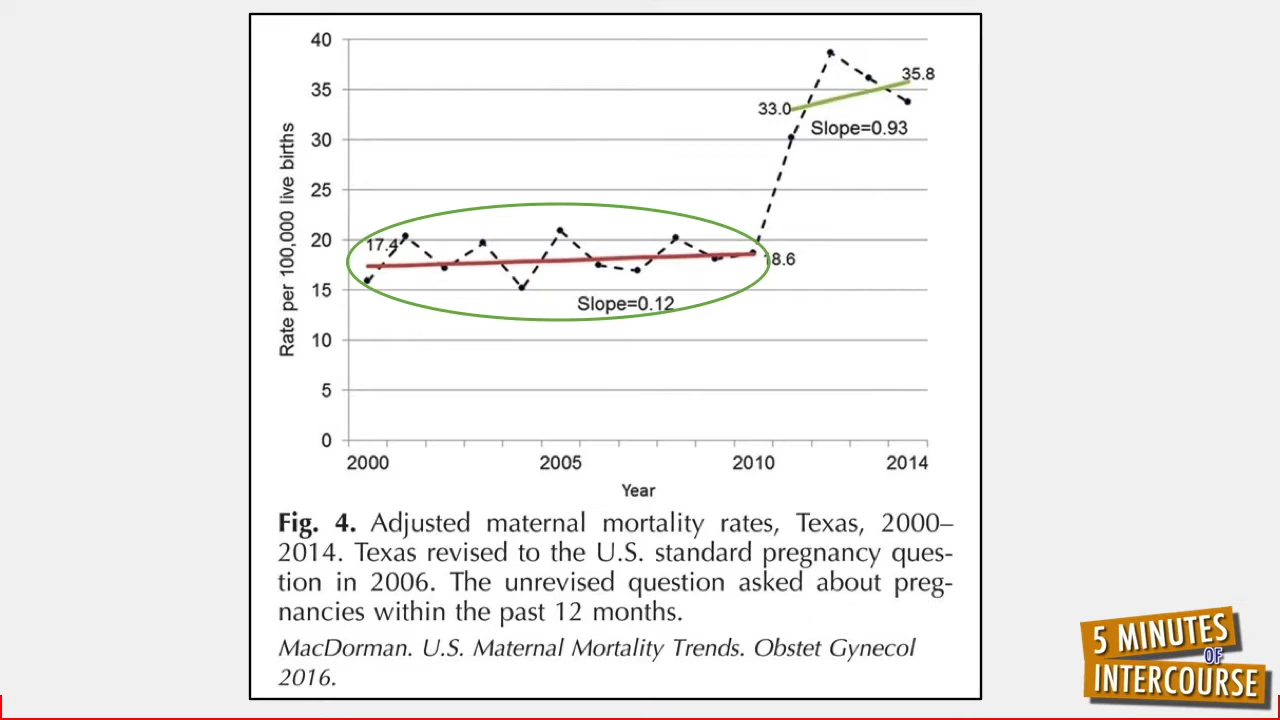 40
35
30
25
20
15
10
5
0
Rate per 100,000 live births
17.4
18.6
Slope=0.12
33.0
35.8
Slope=0.93
2000 2005 2010 2014
Year
Fig. 4. Adjusted maternal mortality rates, Texas, 2000–
2014. Texas revised to the U.S. standard pregnancy ques-
tion in 2006. The unrevised question asked about preg-
nancies within the past 12 months.
MacDorman. U.S. Maternal Mortality Trends. Obstet Gynecol
2016.
5 MINUTES
OF
INTERCOURSE